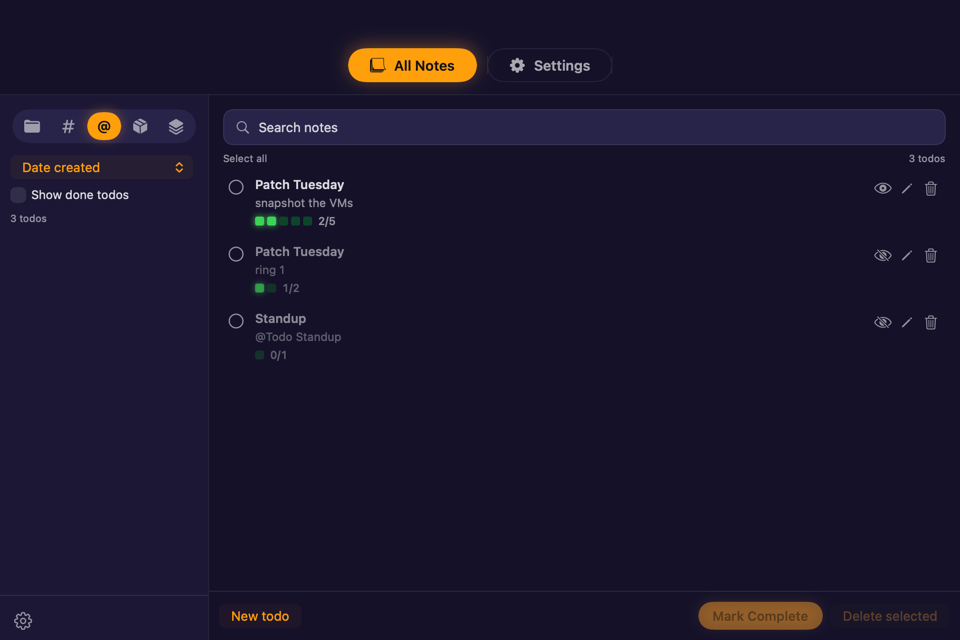 All Notes
Settings
#
@
Date created
Show done todos
3 todos
Search notes
Select all
3 todos
Patch Tuesday
snapshot the VMs
2/5
Patch Tuesday
ring 1
1/2
Standup
@Todo Standup
0/1
New todo
Mark Complete
Delete selected